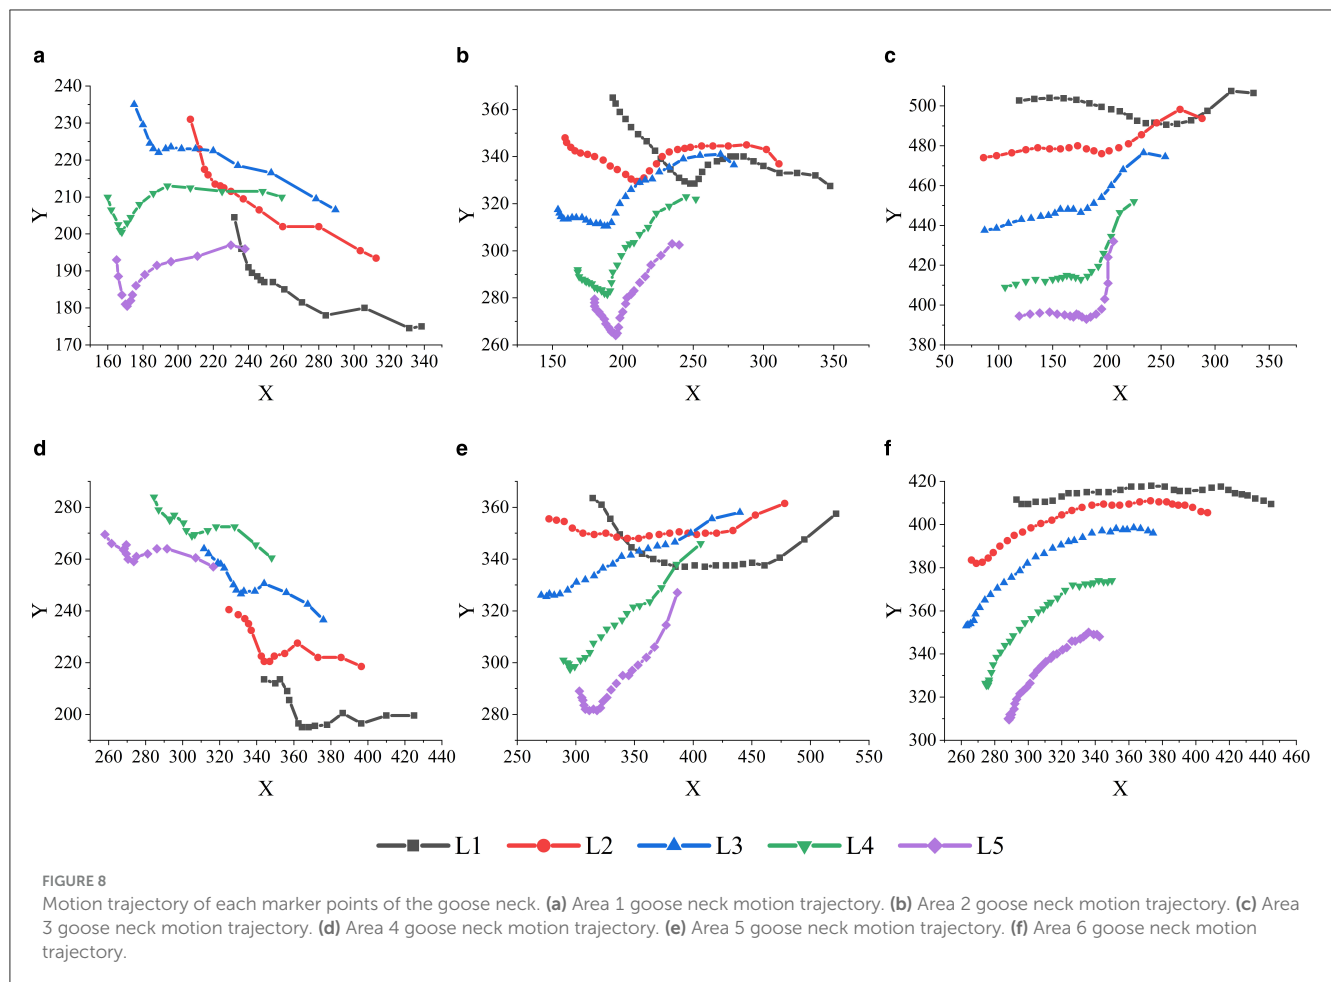 a
240
230
220
210
200
190
180
170
Y
160 180 200 220 240 260 280 300 320 340
X
b
360
340
320
300
280
260
Y
150 200 250 300 350
X
c
500
480
460
440
420
400
380
Y
50 100 150 200 250 300 350
X
d
280
260
240
220
200
Y
260 280 300 320 340 360 380 400 420 440
X
e
360
340
320
300
280
Y
250 300 350 400 450 500 550
X
f
420
400
380
360
340
320
300
Y
260 280 300 320 340 360 380 400 420 440 460
X
L1 L2 L3 L4 L5
FIGURE 8
Motion trajectory of each marker points of the goose neck. (a) Area 1 goose neck motion trajectory. (b) Area 2 goose neck motion trajectory. (c) Area
3 goose neck motion trajectory. (d) Area 4 goose neck motion trajectory. (e) Area 5 goose neck motion trajectory. (f) Area 6 goose neck motion
trajectory.